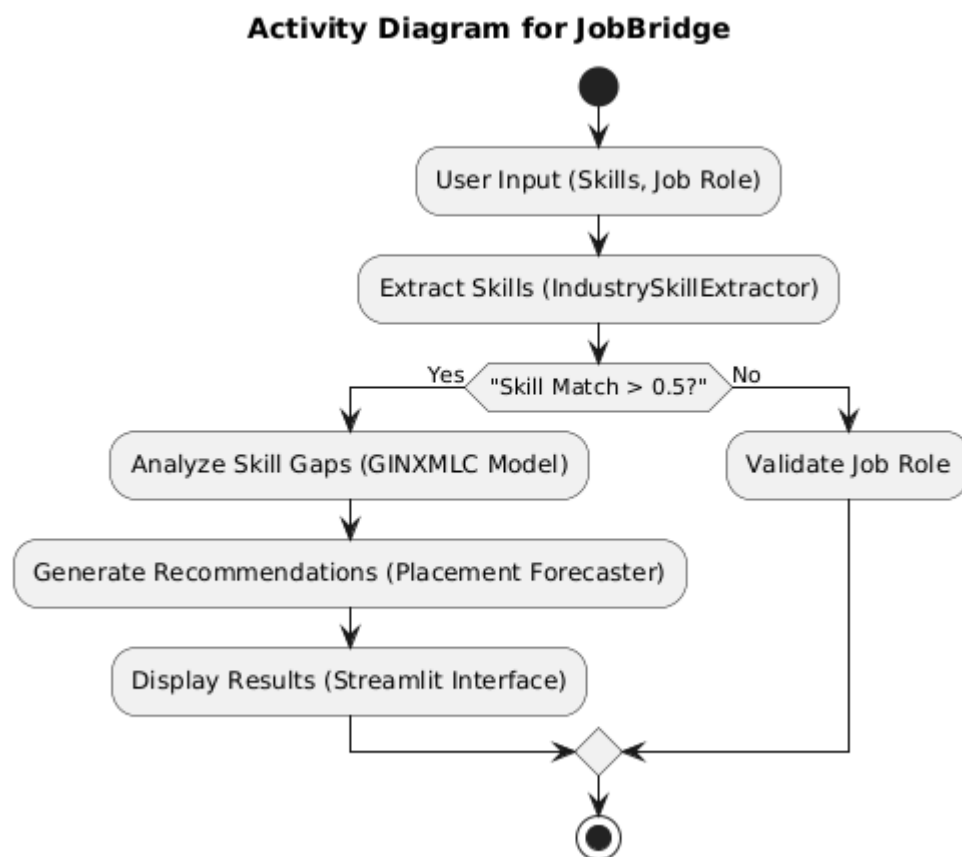 Activity Diagram for JobBridge
User Input (Skills, Job Role)
Extract Skills (IndustrySkillExtractor)
Yes
"Skill Match > 0.5?"
No
Analyze Skill Gaps (GINXMLC Model)
Validate Job Role
Generate Recommendations (Placement Forecaster)
Display Results (Streamlit Interface)